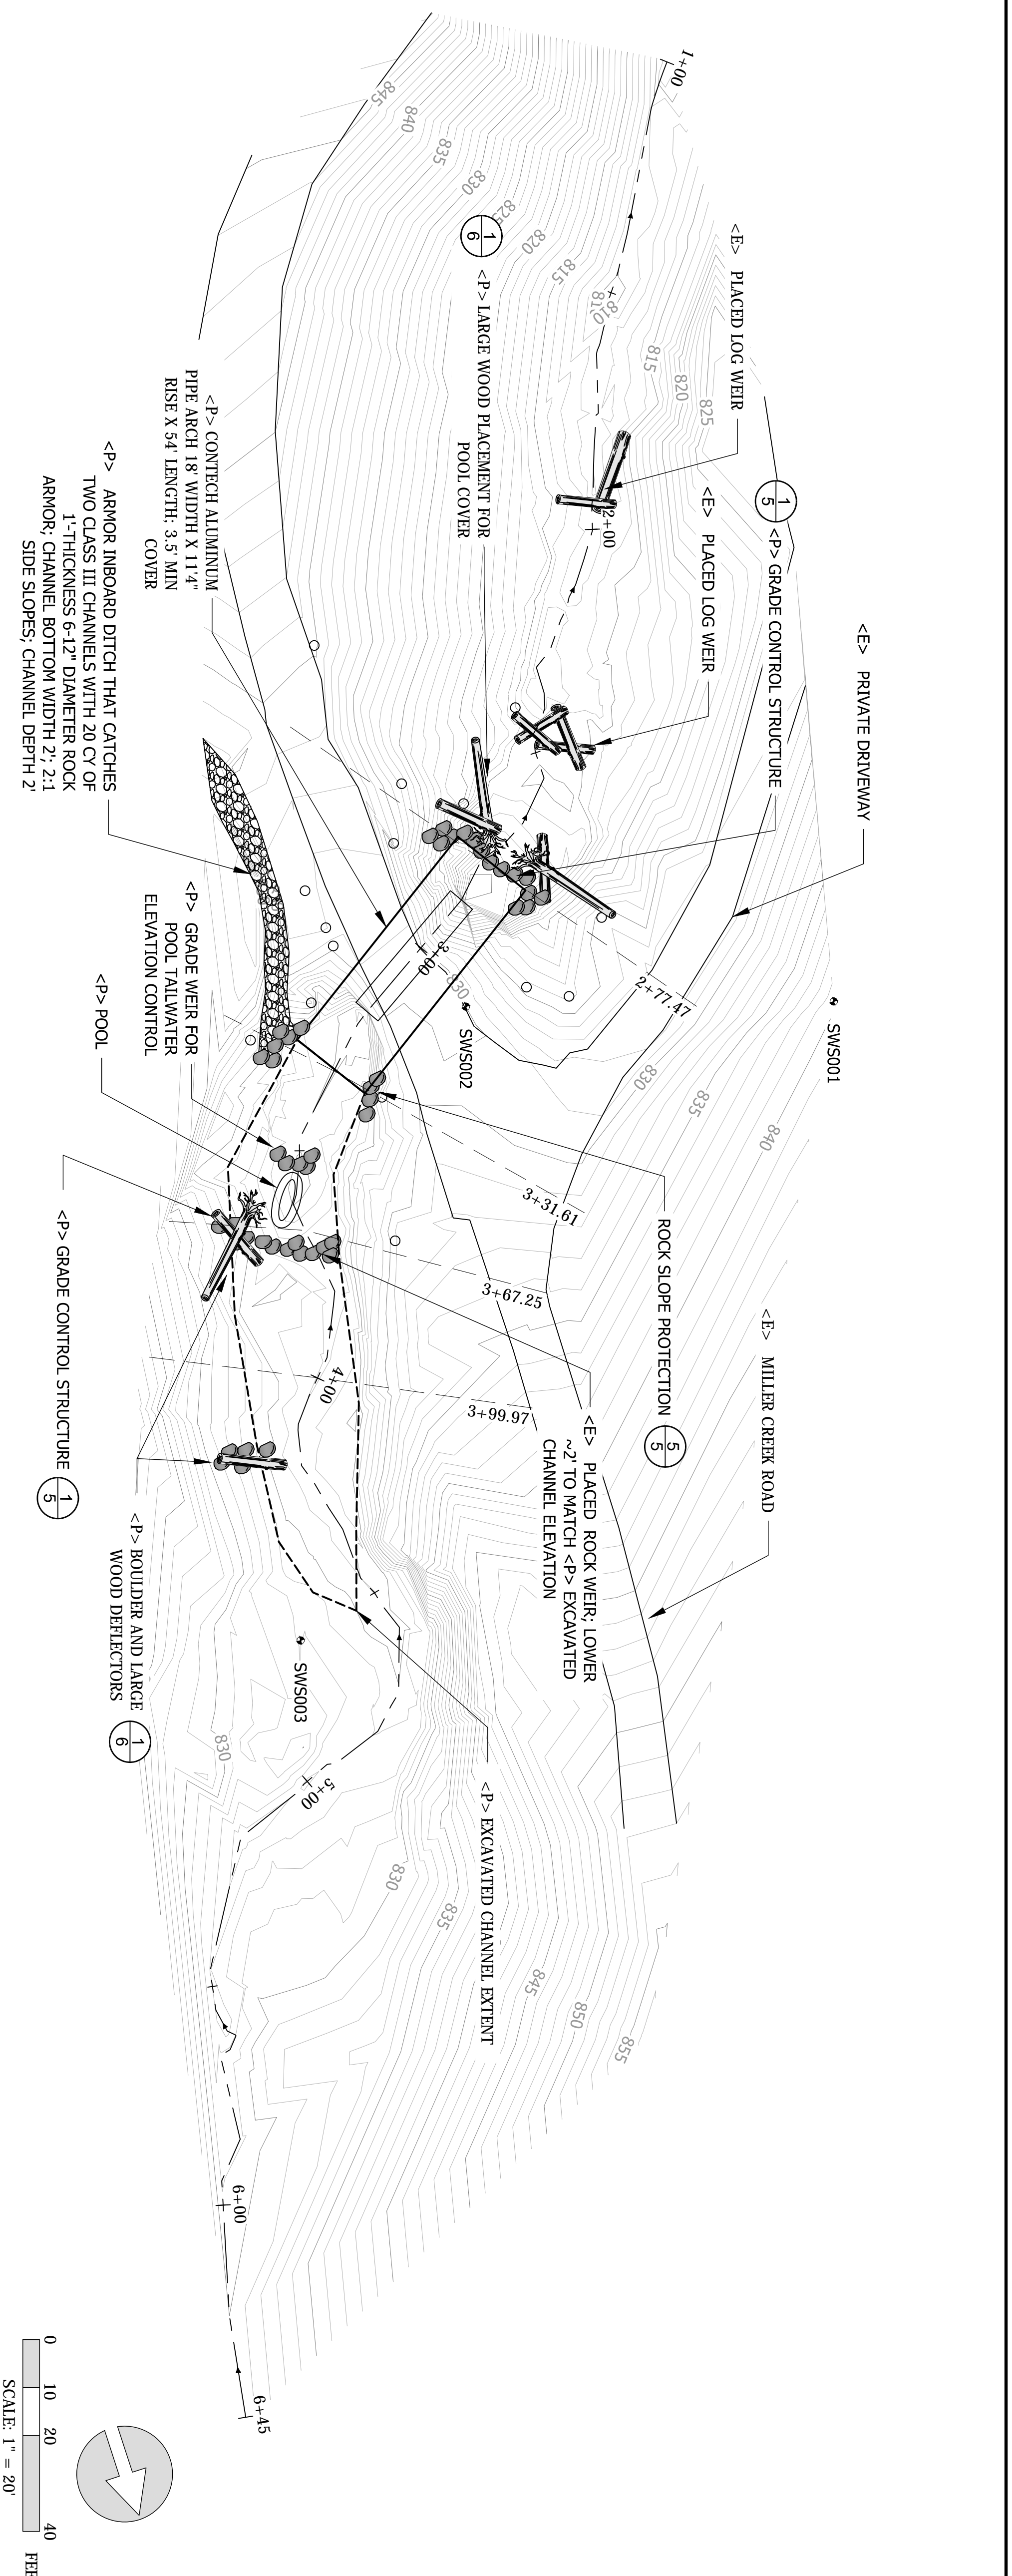 1+00
845
840
835
830
825
820
815
810
810
815
820
825
<E> PLACED LOG WEIR
1
6
<P> LARGE WOOD PLACEMENT FOR
POOL COVER
2+00
1
5
<P> GRADE CONTROL STRUCTURE
<E> PLACED LOG WEIR
<E> PRIVATE DRIVEWAY
<P> CONTECH ALUMINUM
PIPE ARCH 18' WIDTH X 11'4"
RISE X 54' LENGTH; 3.5' MIN
COVER
<P> ARMOR INBOARD DITCH THAT CATCHES
TWO CLASS III CHANNELS WITH 20 CY OF
1'-THICKNESS 6-12" DIAMETER ROCK
ARMOR; CHANNEL BOTTOM WIDTH 2'; 2:1
SIDE SLOPES; CHANNEL DEPTH 2'
<P> GRADE WEIR FOR
POOL TAILWATER
ELEVATION CONTROL
<P> POOL
3+00
830
2+77.47
SWS001
SWS002
830
835
840
3+31.61
3+67.25
3+99.97
4+00
ROCK SLOPE PROTECTION
5
5
<E> MILLER CREEK ROAD
<E> PLACED ROCK WEIR; LOWER
~2' TO MATCH <P> EXCAVATED
CHANNEL ELEVATION
<P> GRADE CONTROL STRUCTURE
1
5
<P> BOULDER AND LARGE
WOOD DEFLECTORS
1
6
SWS003
830
5+00
<P> EXCAVATED CHANNEL EXTENT
830
835
845
850
855
6+00
6+45
0
10
20
40
SCALE: 1" = 20'